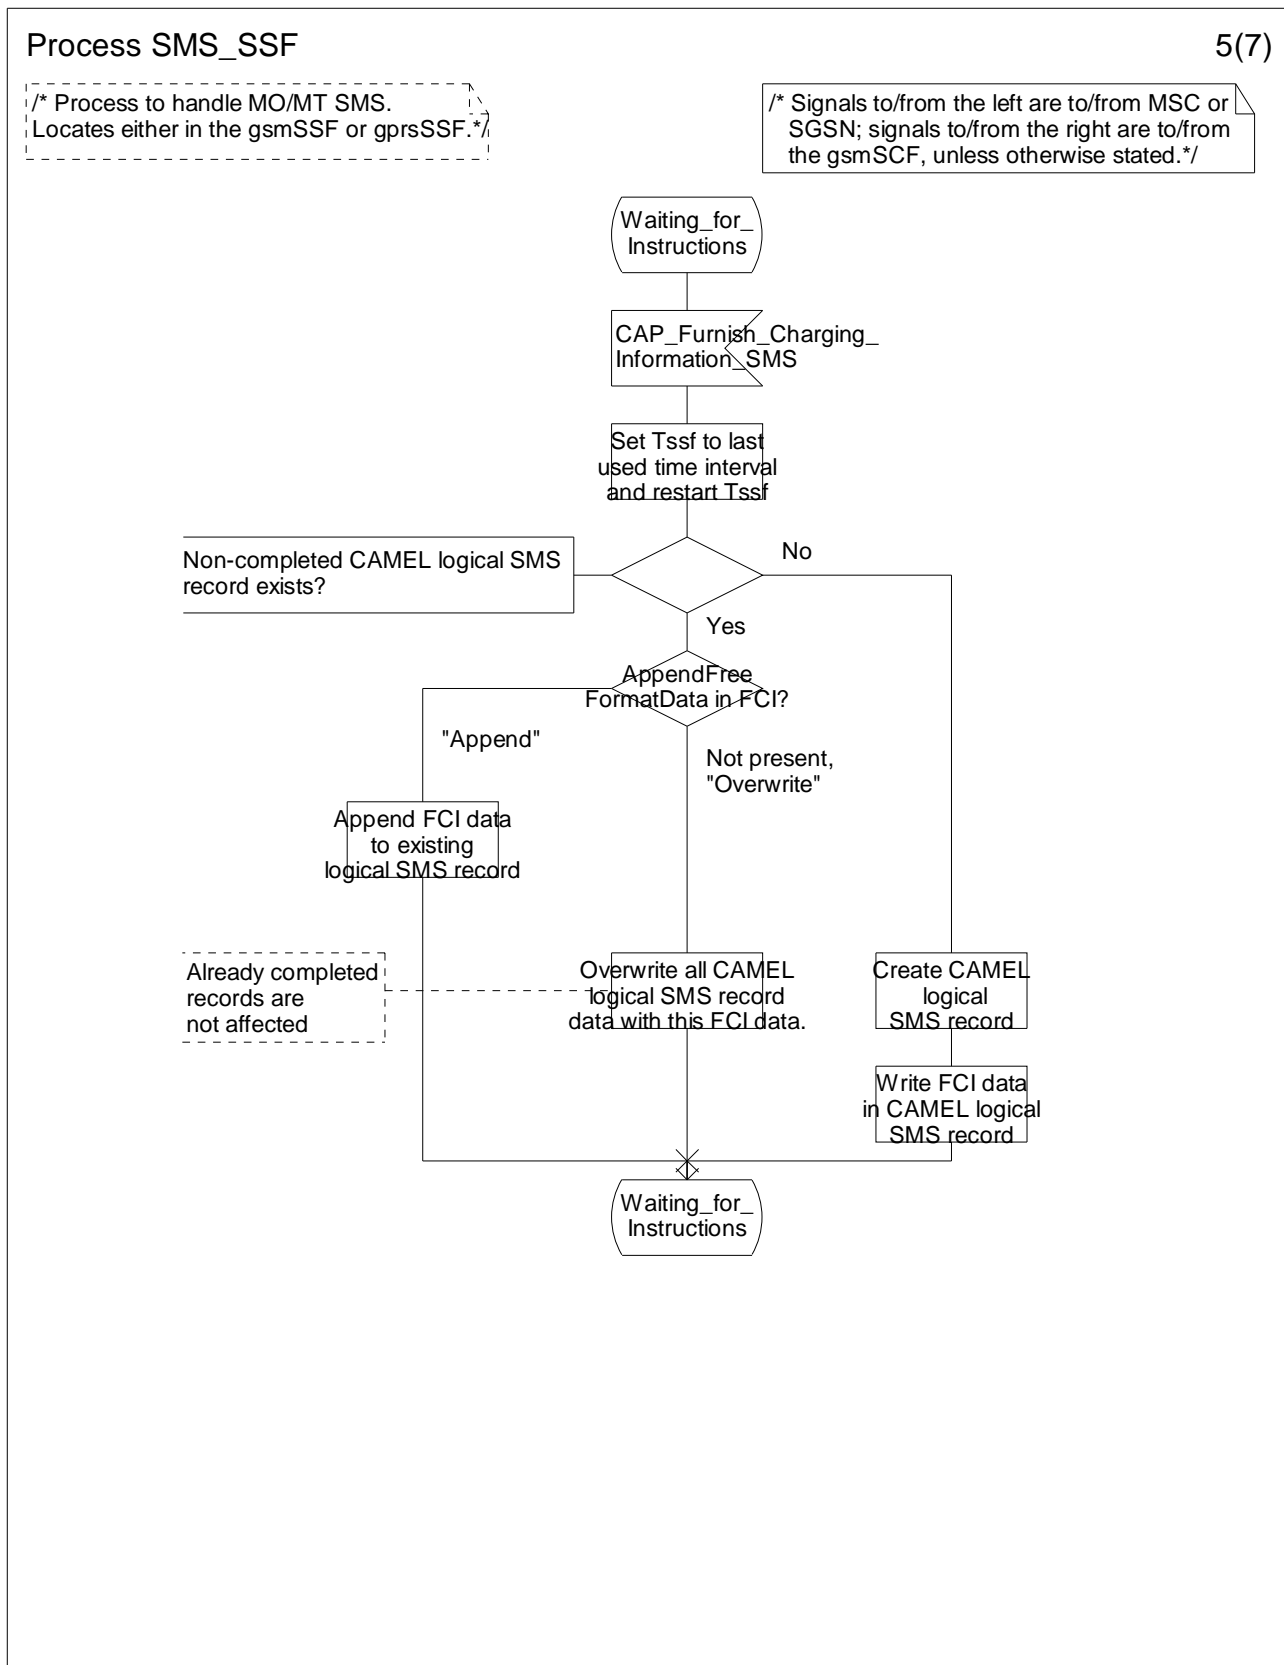 Process SMS_SSF
5(7)
/* Process to handle MO/MT SMS.
Locates either in the gsmSSF or gprsSSF.*/
/* Signals to/from the left are to/from MSC or
SGSN; signals to/from the right are to/from
the gsmSCF, unless otherwise stated.*/
Waiting_for_
Instructions
CAP_Furnish_Charging_
Information_SMS
Set Tssf to last
used time interval
and restart Tssf
Non-completed CAMEL logical SMS
record exists?
No
Yes
AppendFree
FormatData in FCI?
"Append"
Not present,
"Overwrite"
Append FCI data
to existing
logical SMS record
Already completed
records are
not affected
Overwrite all CAMEL
logical SMS record
data with this FCI data.
Create CAMEL
logical
SMS record
Write FCI data
in CAMEL logical
SMS record
Waiting_for_
Instructions